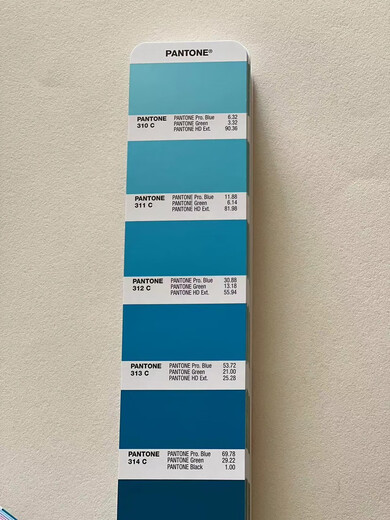 PANTONE®
PANTONE PANTONE Pro. Blue 6.32
310 C PANTONE Green 3.32
PANTONE HD Ext. 90.36
PANTONE PANTONE Pro. Blue 11.88
311 C PANTONE Green 6.14
PANTONE HD Ext. 81.98
PANTONE PANTONE Pro. Blue 30.88
312 C PANTONE Green 13.18
PANTONE HD Ext. 55.94
PANTONE PANTONE Pro. Blue 53.72
313 C PANTONE Green 21.00
PANTONE HD Ext. 25.28
PANTONE PANTONE Pro. Blue 69.78
314 C PANTONE Green 29.22
PANTONE Black 1.00